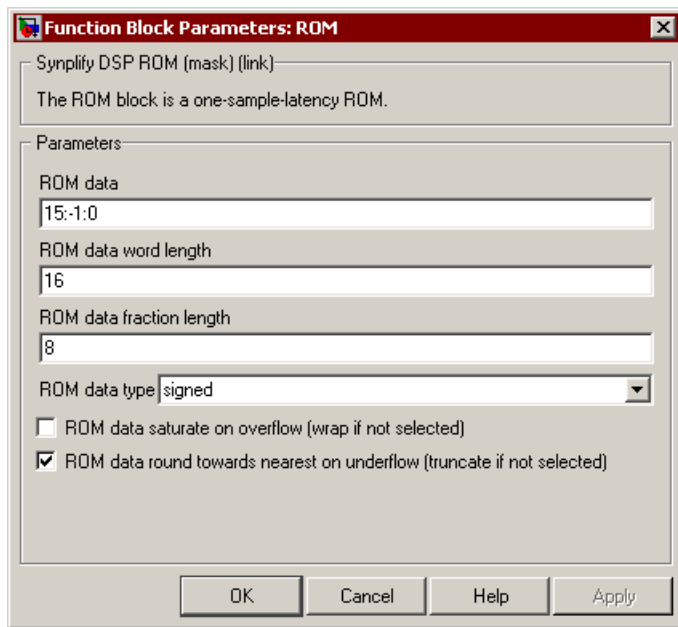 Function Block Parameters: ROM
Synplify DSP ROM (mask) (link)
The ROM block is a one-sample-latency ROM.
Parameters
ROM data
15:-1:0
ROM data word length
16
ROM data fraction length
8
ROM data type signed
ROM data saturate on overflow (wrap if not selected)
ROM data round towards nearest on underflow (truncate if not selected)
OK Cancel Help Apply